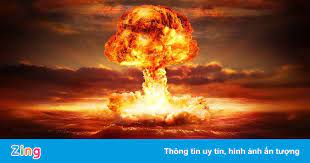 Zing
Thông tin uy tín, hình ảnh ấn tượng